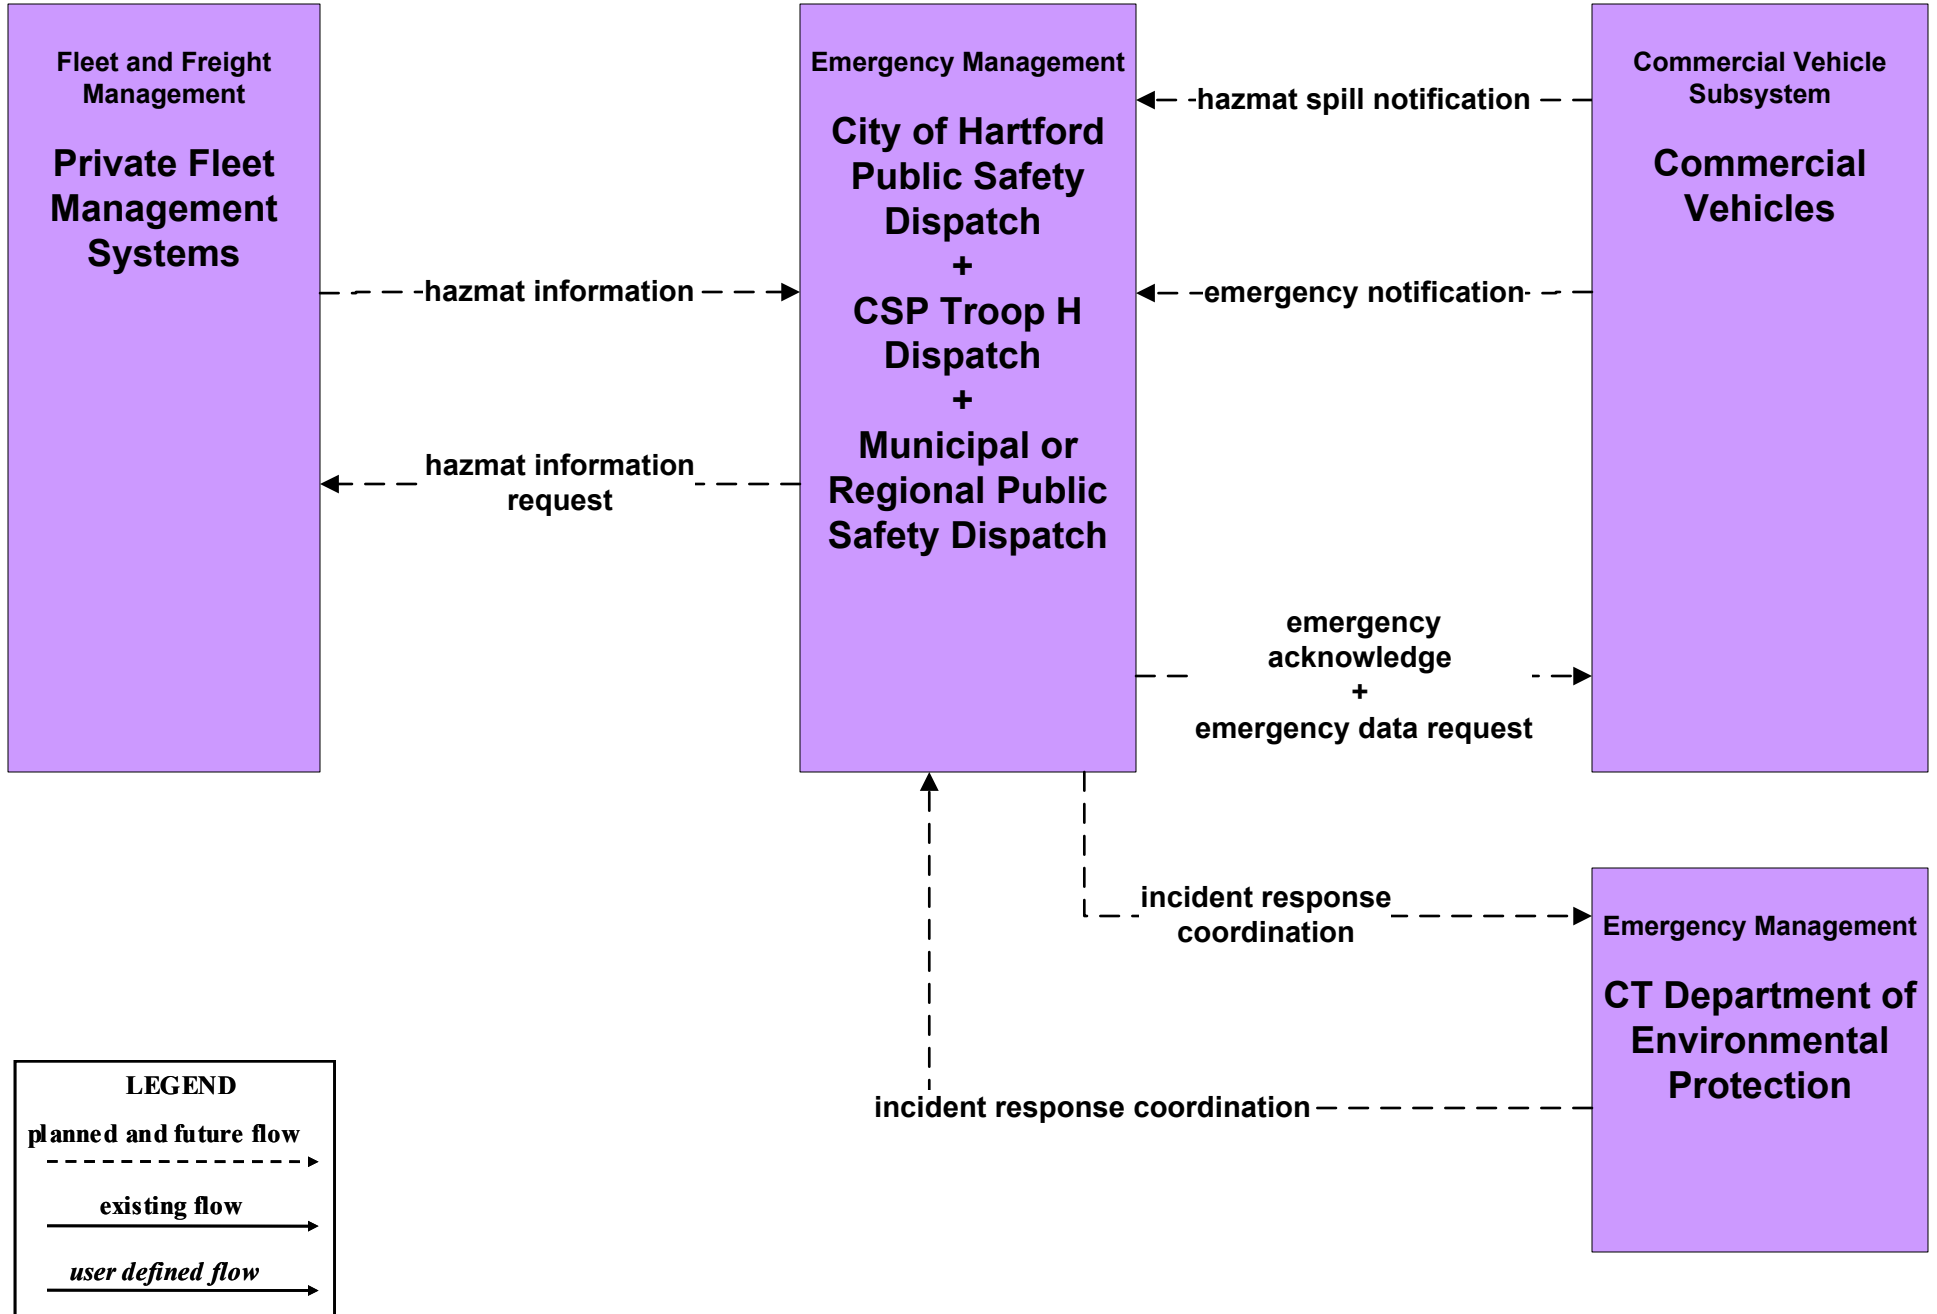 Fleet and Freight
Management
Private Fleet
Management
Systems
Emergency Management
City of Hartford
Public Safety
Dispatch
+
CSP Troop H
Dispatch
+
Municipal or
Regional Public
Safety Dispatch
Commercial Vehicle
Subsystem
Commercial
Vehicles
hazmat spill notification
hazmat information
emergency notification
hazmat information
request
emergency
acknowledge
+
emergency data request
incident response
coordination
Emergency Management
CT Department of
Environmental
Protection
incident response coordination
LEGEND
planned and future flow
existing flow
user defined flow